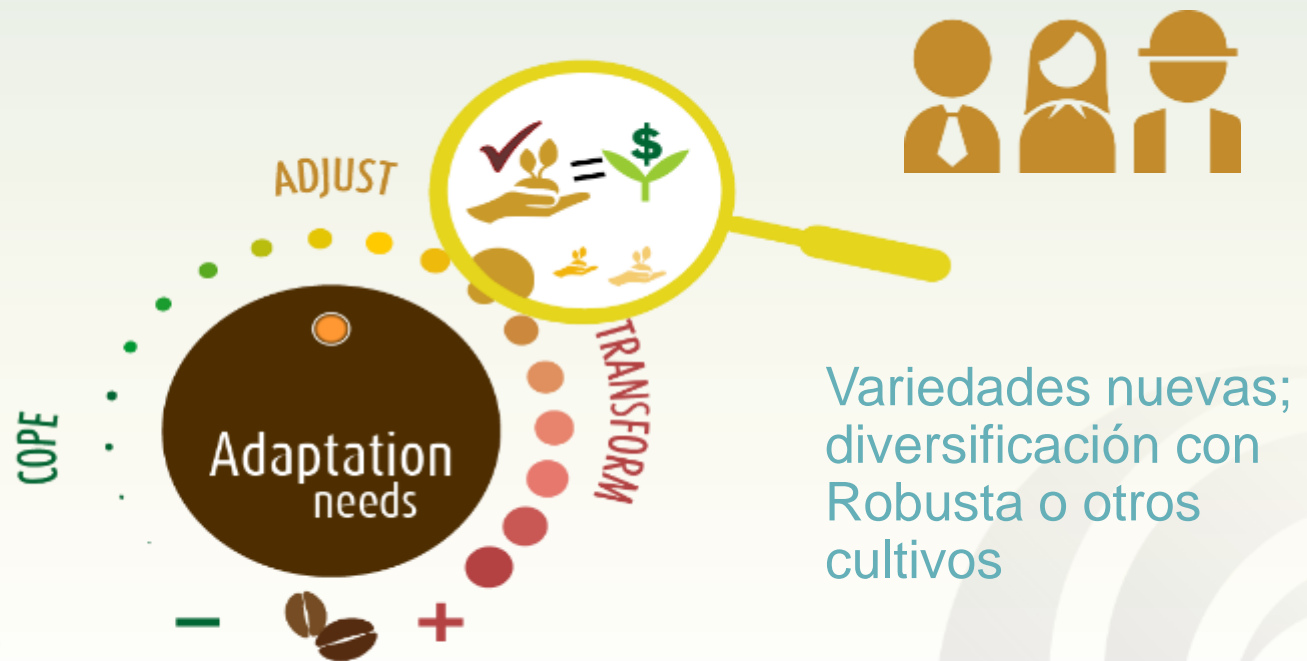 ADJUST
$
=
TRANSFORM
COPE
Adaptation
needs
− +
Variedades nuevas;
diversificación con
Robusta o otros
cultivos